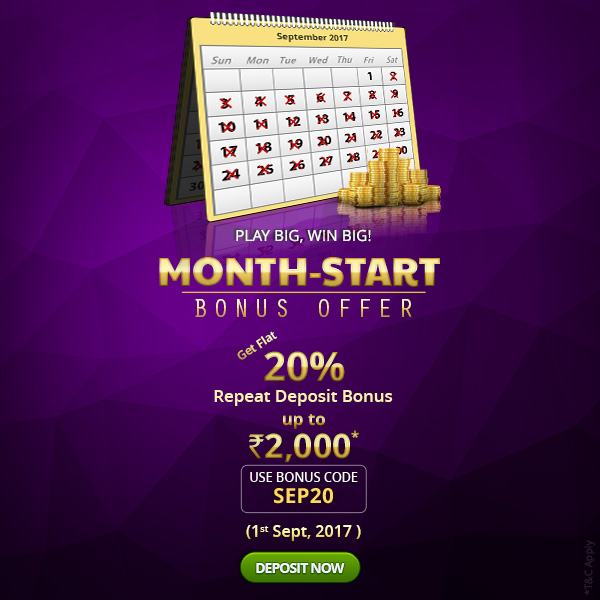 September 2017
Sun Mon Tue Wed Thu Fri Sat
1 2
3 4 5 6 7 8 9
10 11 12 13 14 15 16
17 18 19 20 21 22 23
24 25 26 27 28
PLAY BIG, WIN BIG!
MONTH-START
BONUS OFFER
Get Flat
20%
Repeat Deposit Bonus
up to
₹2,000*
USE BONUS CODE
SEP20
(1st Sept, 2017 )
DEPOSIT NOW
*T&C Apply